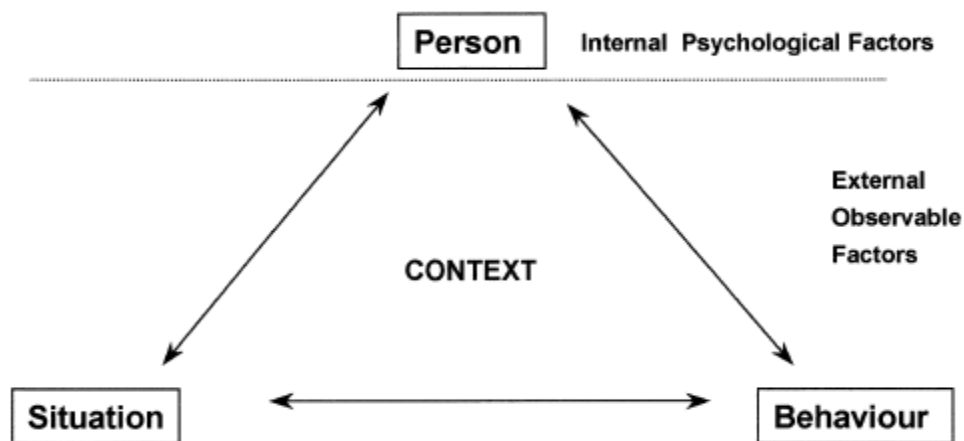 Person
Internal Psychological Factors
External
Observable
Factors
CONTEXT
Situation
Behaviour